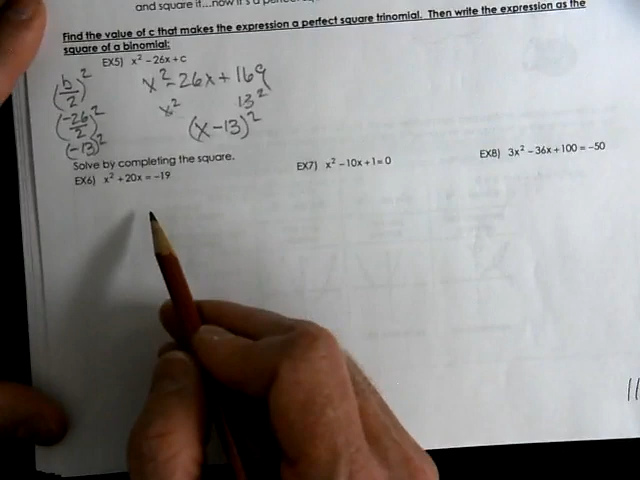 and square it...now it's a
Find the value of c that makes the expression a perfect square trinomial. Then write the expression as the
square of a binomial:
EX5) x² - 26x + c
(b/2)²
(-26/2)²
(-13)²
x² - 26x + 169
x² 13²
(x - 13)²
Solve by completing the square.
EX6) x² + 20x = -19
EX7) x² - 10x + 1 = 0
EX8) 3x² - 36x + 100 = -50
11